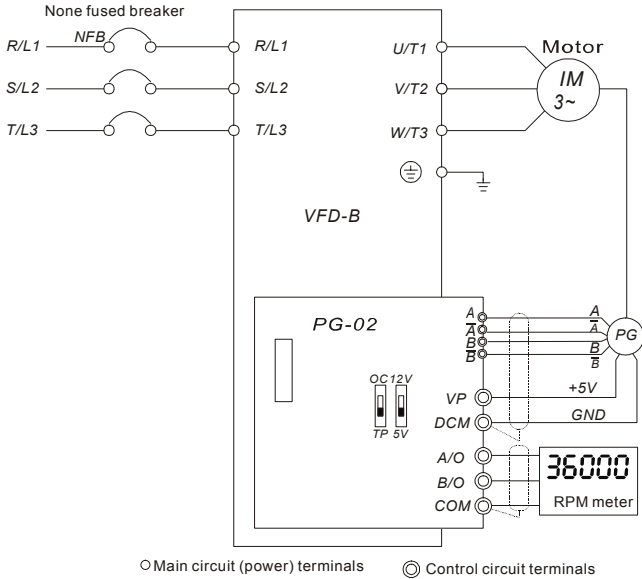 None fused breaker
R/L1 NFB R/L1 U/T1 Motor
S/L2 S/L2 V/T2 IM
3~
T/L3 T/L3 W/T3
VFD-B
PG-02
A A
A̅ A̅
B B
B̅ B̅
PG
OC 12V
TP 5V
VP +5V
DCM GND
A/O
B/O
COM
36000
RPM meter
Main circuit (power) terminals Control circuit terminals